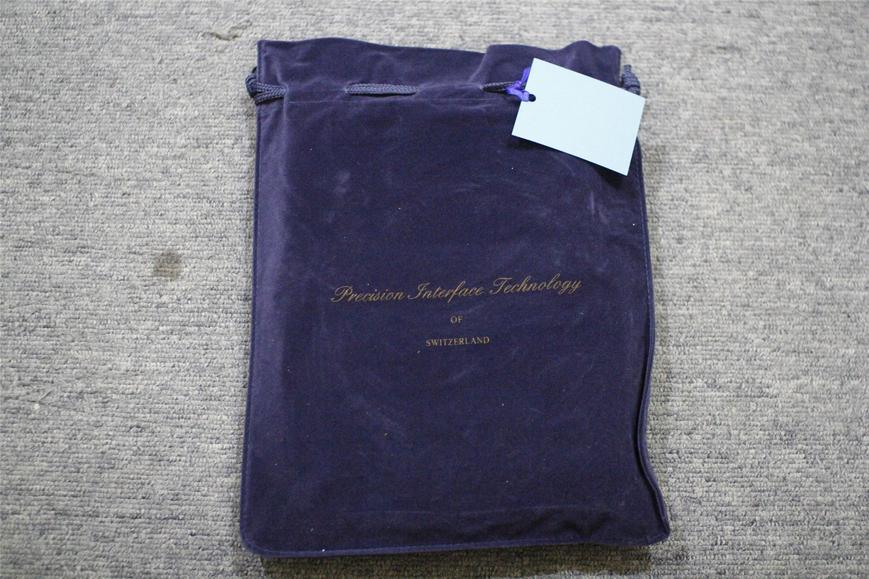 Precision Interface Technology
OF
SWITZERLAND